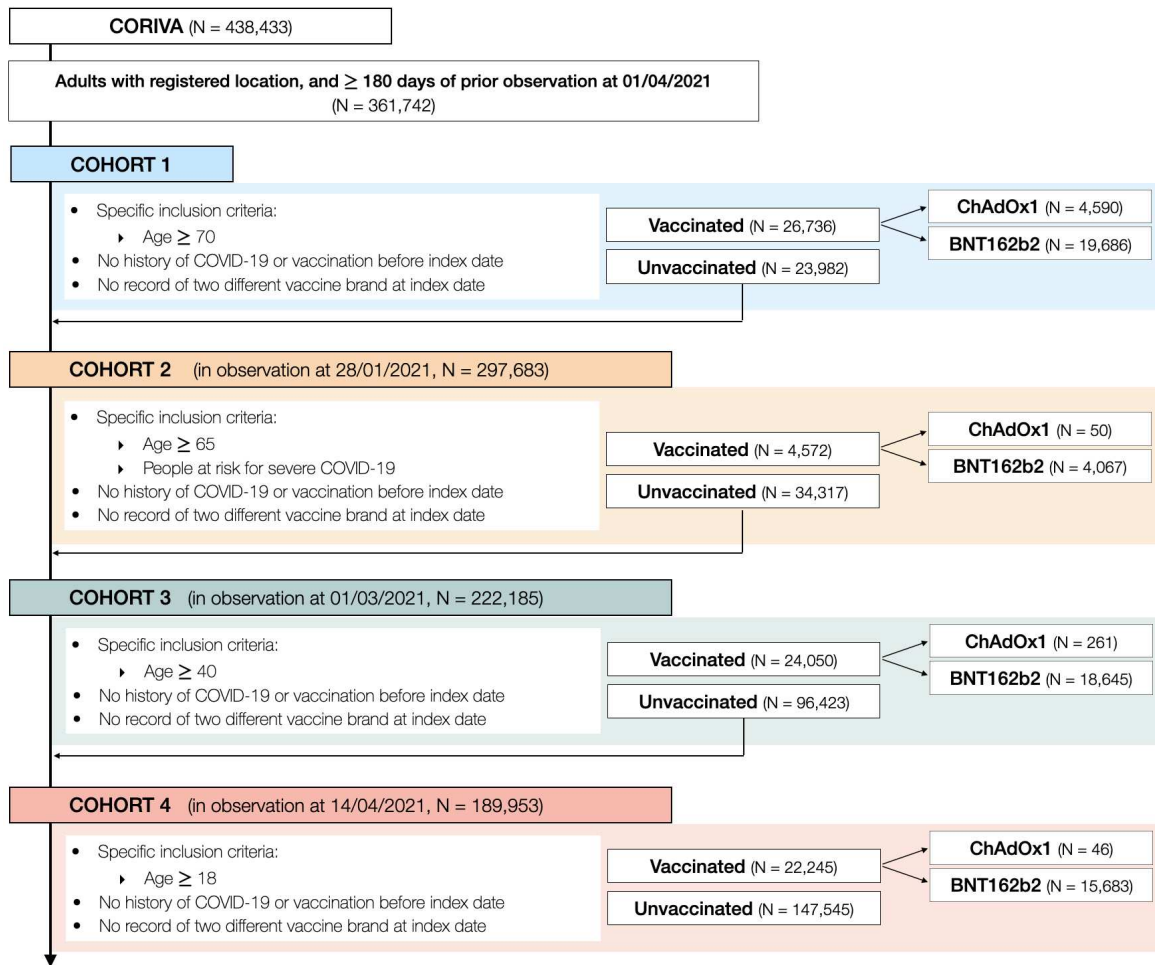 CORIVA (N = 438,433)
Adults with registered location, and ≥ 180 days of prior observation at 01/04/2021
(N = 361,742)
COHORT 1
• Specific inclusion criteria:
▸ Age ≥ 70
• No history of COVID-19 or vaccination before index date
• No record of two different vaccine brand at index date
Vaccinated (N = 26,736)
Unvaccinated (N = 23,982)
ChAdOx1 (N = 4,590)
BNT162b2 (N = 19,686)
COHORT 2 (in observation at 28/01/2021, N = 297,683)
• Specific inclusion criteria:
▸ Age ≥ 65
▸ People at risk for severe COVID-19
• No history of COVID-19 or vaccination before index date
• No record of two different vaccine brand at index date
Vaccinated (N = 4,572)
Unvaccinated (N = 34,317)
ChAdOx1 (N = 50)
BNT162b2 (N = 4,067)
COHORT 3 (in observation at 01/03/2021, N = 222,185)
• Specific inclusion criteria:
▸ Age ≥ 40
• No history of COVID-19 or vaccination before index date
• No record of two different vaccine brand at index date
Vaccinated (N = 24,050)
Unvaccinated (N = 96,423)
ChAdOx1 (N = 261)
BNT162b2 (N = 18,645)
COHORT 4 (in observation at 14/04/2021, N = 189,953)
• Specific inclusion criteria:
▸ Age ≥ 18
• No history of COVID-19 or vaccination before index date
• No record of two different vaccine brand at index date
Vaccinated (N = 22,245)
Unvaccinated (N = 147,545)
ChAdOx1 (N = 46)
BNT162b2 (N = 15,683)